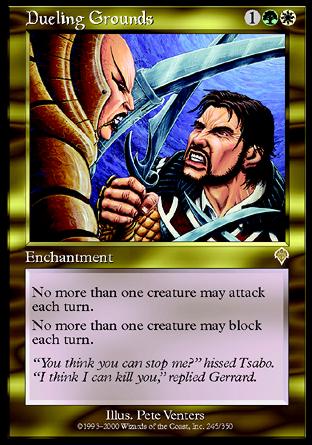 Dueling Grounds 1
Enchantment
No more than one creature may attack
each turn.
No more than one creature may block
each turn.
"You think you can stop me?" hissed Tsabo.
"I think I can kill you," replied Gerrard.
Illus. Pete Venters
©1993–2000 Wizards of the Coast, Inc. 245/350